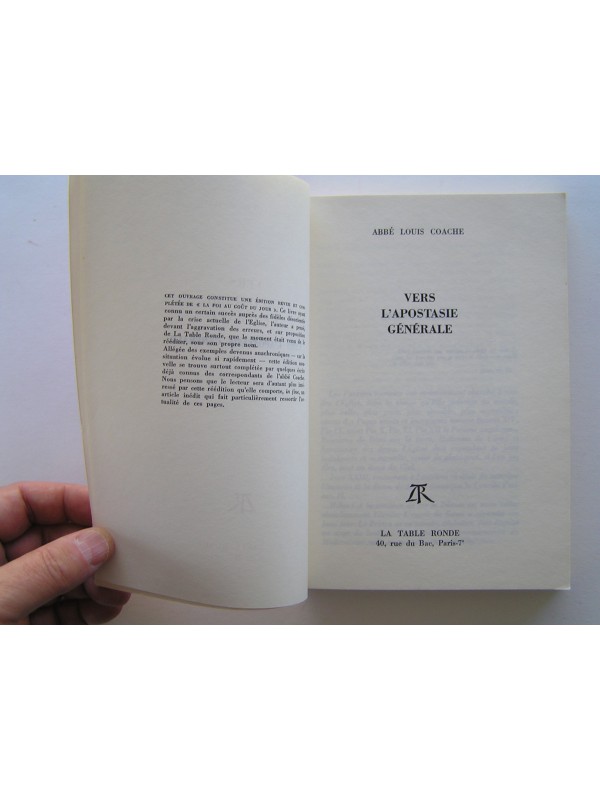 CET OUVRAGE CONSTITUE UNE ÉDITION REVUE ET COM
PLÉTÉE DE « LA FOI AU GOÛT DU JOUR ». Ce livre ayant
connu un certain succès auprès des fidèles
par la crise actuelle de l'Église, l'auteur a pensé,
devant l'aggravation des erreurs, et sur proposition
de La Table Ronde, que le moment était venu de le
rééditer, sous son propre nom.
Allégée des exemples devenus anachroniques — car la
situation évolue si rapidement — cette édition nou
velle se trouve surtout complétée par quelques écrits
déjà connus des correspondants de l'abbé Coache.
Nous pensons que le lecteur sera d'autant plus inté
ressé par cette réédition qu'elle comporte, in fine, un
article inédit qui fait particulièrement ressortir l'ac
tualité de ces pages.
ABBÉ LOUIS COACHE
VERS
L'APOSTASIE
GÉNÉRALE
TR
LA TABLE RONDE
40, rue du Bac, Paris-7e